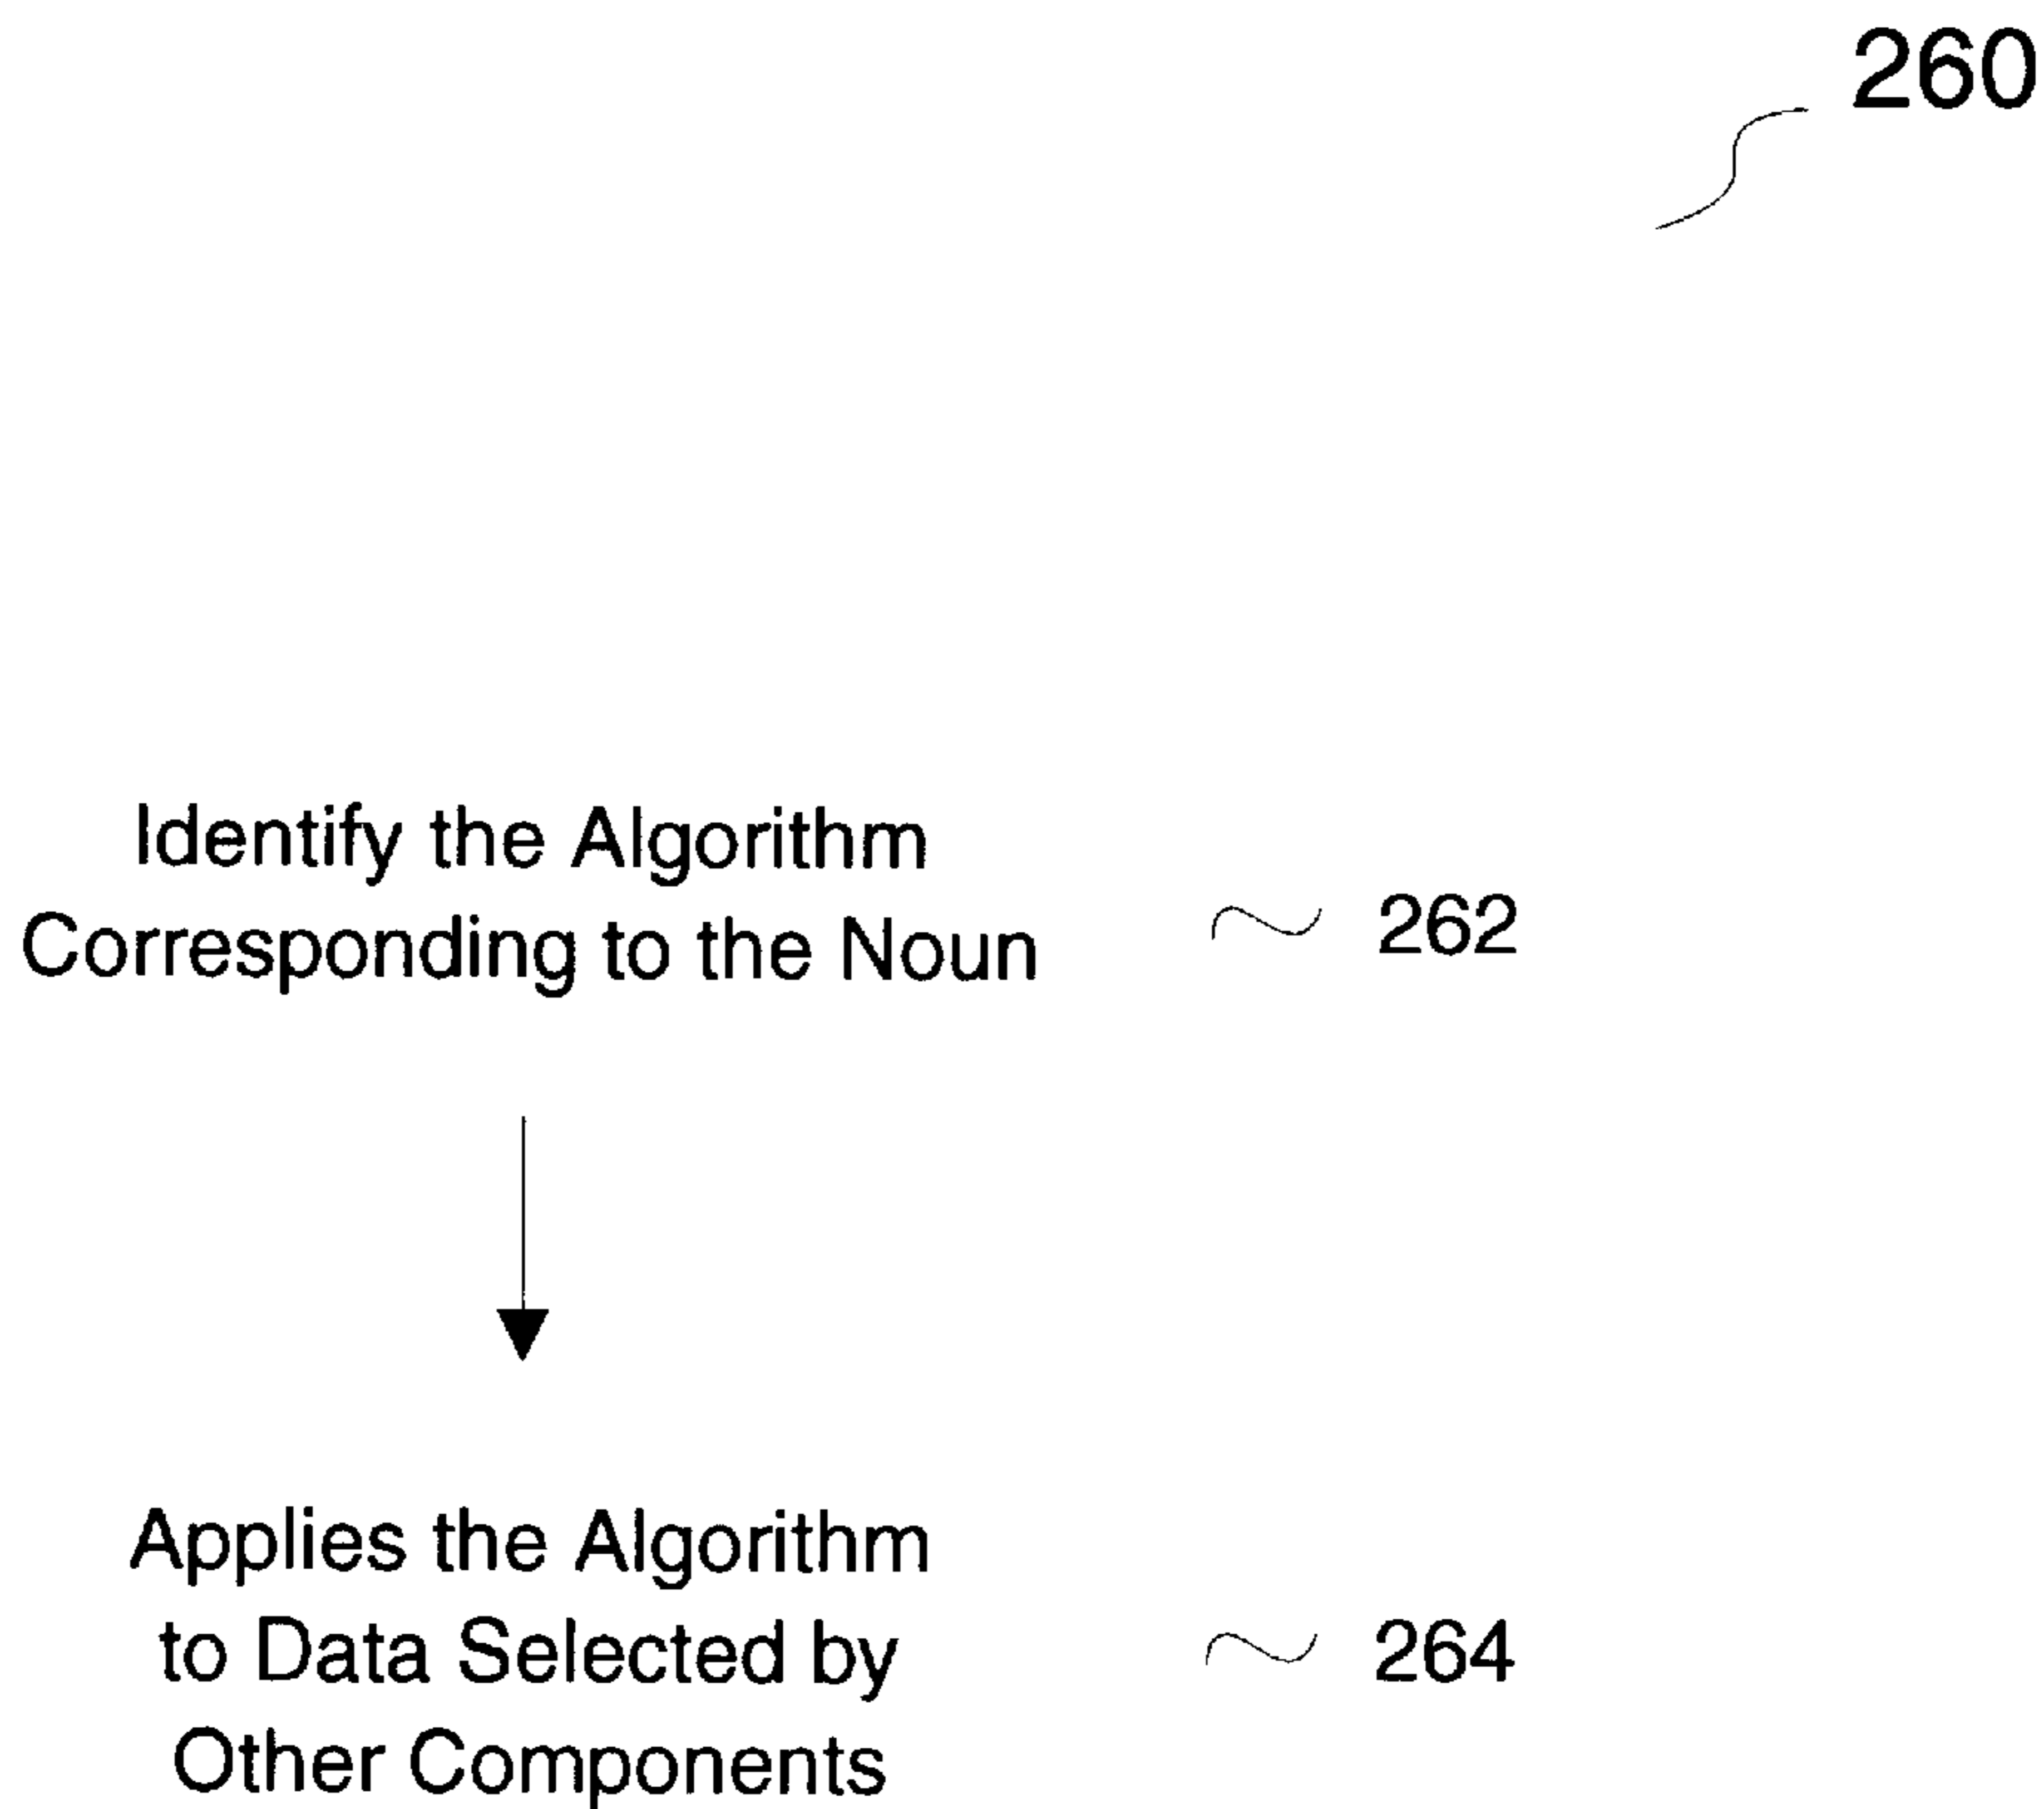 260
Identify the Algorithm
Corresponding to the Noun
262
Applies the Algorithm
to Data Selected by
Other Components
264